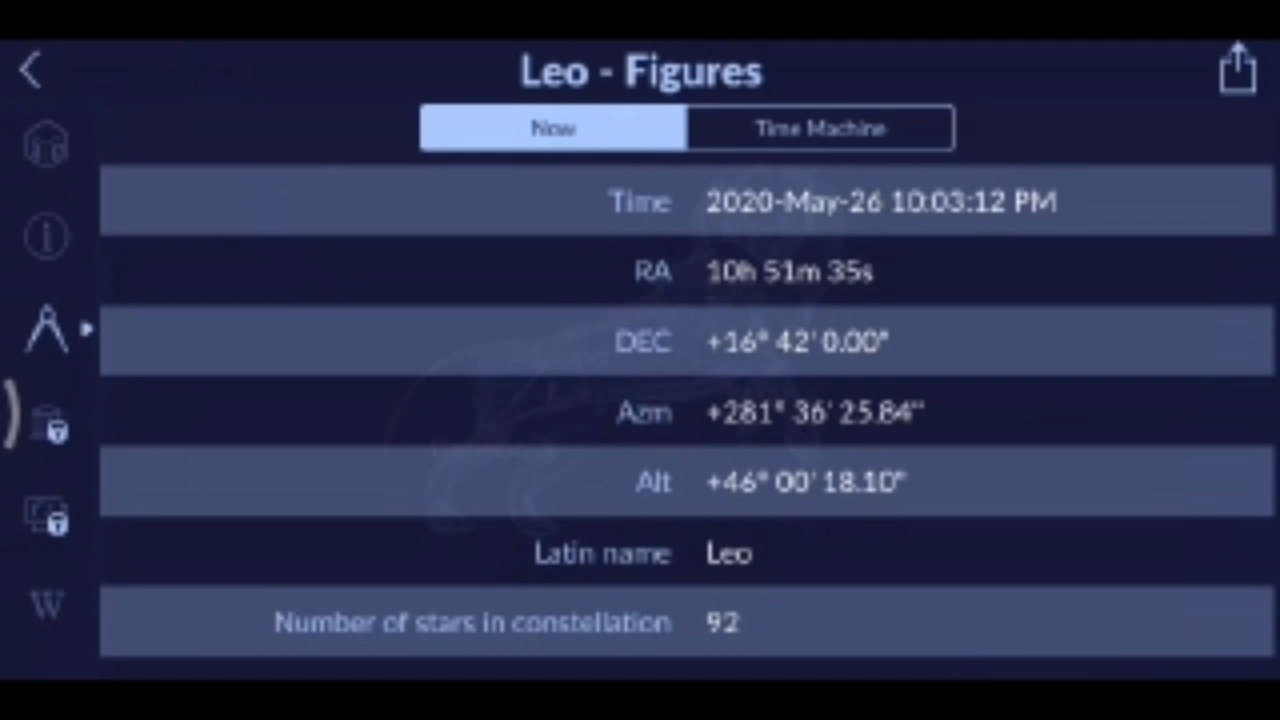 Leo - Figures
Now
Time Machine
Time 2020-May-26 10:03:12 PM
RA 10h 51m 35s
DEC +16° 42' 0.00"
Azm +281° 36' 25.84"
Alt +46° 00' 18.10"
Latin name Leo
Number of stars in constellation 92
W